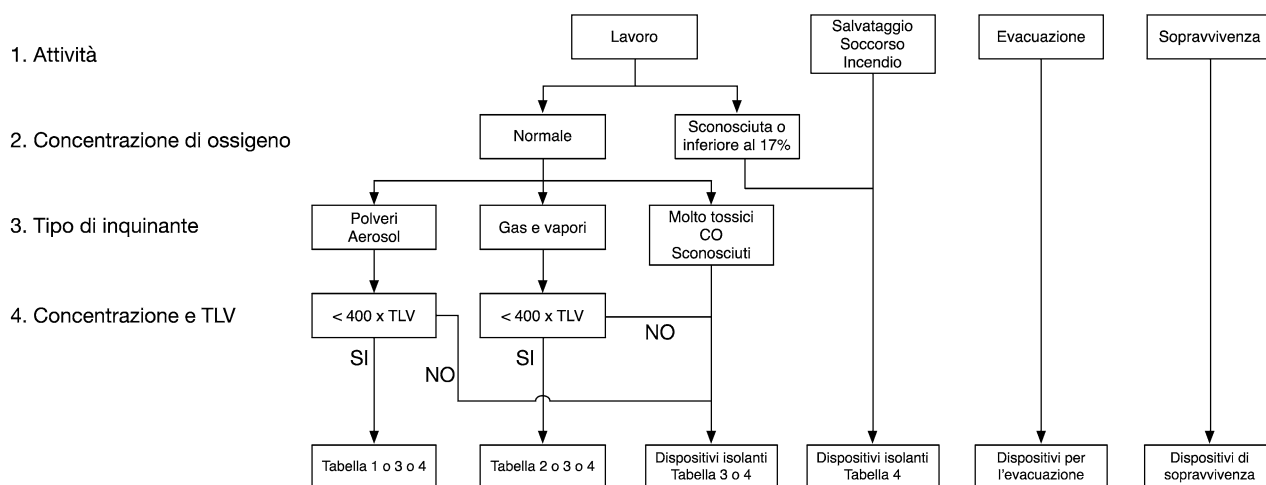 1. Attività
Lavoro
Salvataggio
Soccorso
Incendio
Evacuazione
Sopravvivenza
2. Concentrazione di ossigeno
Normale
Sconosciuta o
inferiore al 17%
3. Tipo di inquinante
Polveri
Aerosol
Gas e vapori
Molto tossici
CO
Sconosciuti
4. Concentrazione e TLV
< 400 x TLV
< 400 x TLV
NO
SI
NO
SI
Tabella 1 o 3 o 4
Tabella 2 o 3 o 4
Dispositivi isolanti
Tabella 3 o 4
Dispositivi isolanti
Tabella 4
Dispositivi per
l'evacuazione
Dispositivi di
sopravvivenza